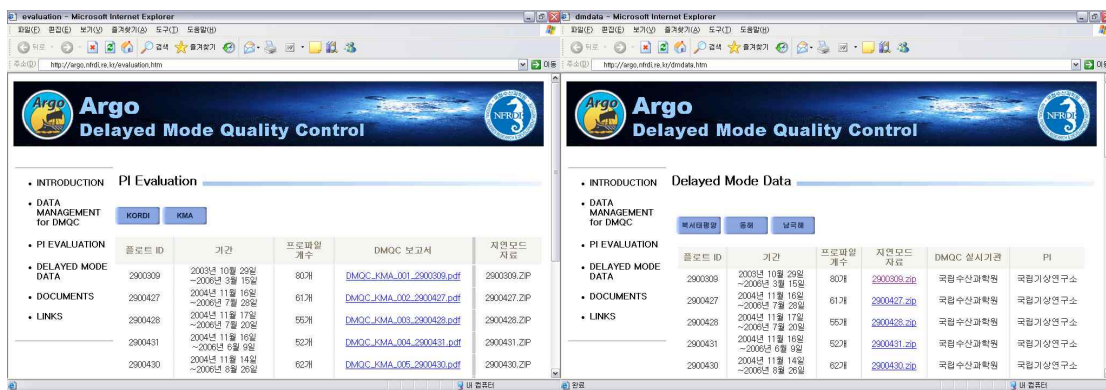 evaluation - Microsoft Internet Explorer
파일(F) 편집(E) 보기(V) 즐겨찾기(A) 도구(T) 도움말(H)
뒤로 검색 즐겨찾기
주소(D) http://argo.nfrdi.re.kr/evaluation.htm 이동
Argo
Argo
Delayed Mode Quality Control
NFRDI
• INTRODUCTION
• DATA
MANAGEMENT
for DMQC
• PI EVALUATION
• DELAYED MODE
DATA
• DOCUMENTS
• LINKS
PI Evaluation
KORDI KMA
플로트 ID 기간 프로파일 개수 DMQC 보고서 지연모드 자료
2900309 2003년 10월 29일 ~2006년 3월 15일 80개 DMQC_KMA_001_2900309.pdf 2900309.ZIP
2900427 2004년 11월 16일 ~2006년 7월 28일 61개 DMQC_KMA_002_2900427.pdf 2900427.ZIP
2900428 2004년 11월 17일 ~2006년 7월 20일 55개 DMQC_KMA_003_2900428.pdf 2900428.ZIP
2900431 2004년 11월 16일 ~2006년 6월 9일 52개 DMQC_KMA_004_2900431.pdf 2900431.ZIP
2900430 2004년 11월 14일 ~2006년 8월 26일 62개 DMQC_KMA_005_2900430.pdf 2900430.ZIP
내 컴퓨터
dmdata - Microsoft Internet Explorer
파일(F) 편집(E) 보기(V) 즐겨찾기(A) 도구(T) 도움말(H)
뒤로 검색 즐겨찾기
주소(D) http://argo.nfrdi.re.kr/dmdata.htm
Argo
Argo
Delayed Mode Quality Control
NFRDI
• INTRODUCTION
• DATA
MANAGEMENT
for DMQC
• PI EVALUATION
• DELAYED MODE
DATA
• DOCUMENTS
• LINKS
Delayed Mode Data
북서태평양 동해 남극해
플로트 ID 기간 프로파일 개수 지연모드 자료 DMQC 실시기관 PI
2900309 2003년 10월 29일 ~2006년 3월 15일 80개 2900309.zip 국립수산과학원 국립기상연구소
2900427 2004년 11월 16일 ~2006년 7월 28일 61개 2900427.zip 국립수산과학원 국립기상연구소
2900428 2004년 11월 17일 ~2006년 7월 20일 55개 2900428.zip 국립수산과학원 국립기상연구소
2900431 2004년 11월 16일 ~2006년 6월 9일 52개 2900431.zip 국립수산과학원 국립기상연구소
2900430 2004년 11월 14일 ~2006년 8월 26일 62개 2900430.zip 국립수산과학원 국립기상연구소
완료 내 컴퓨터